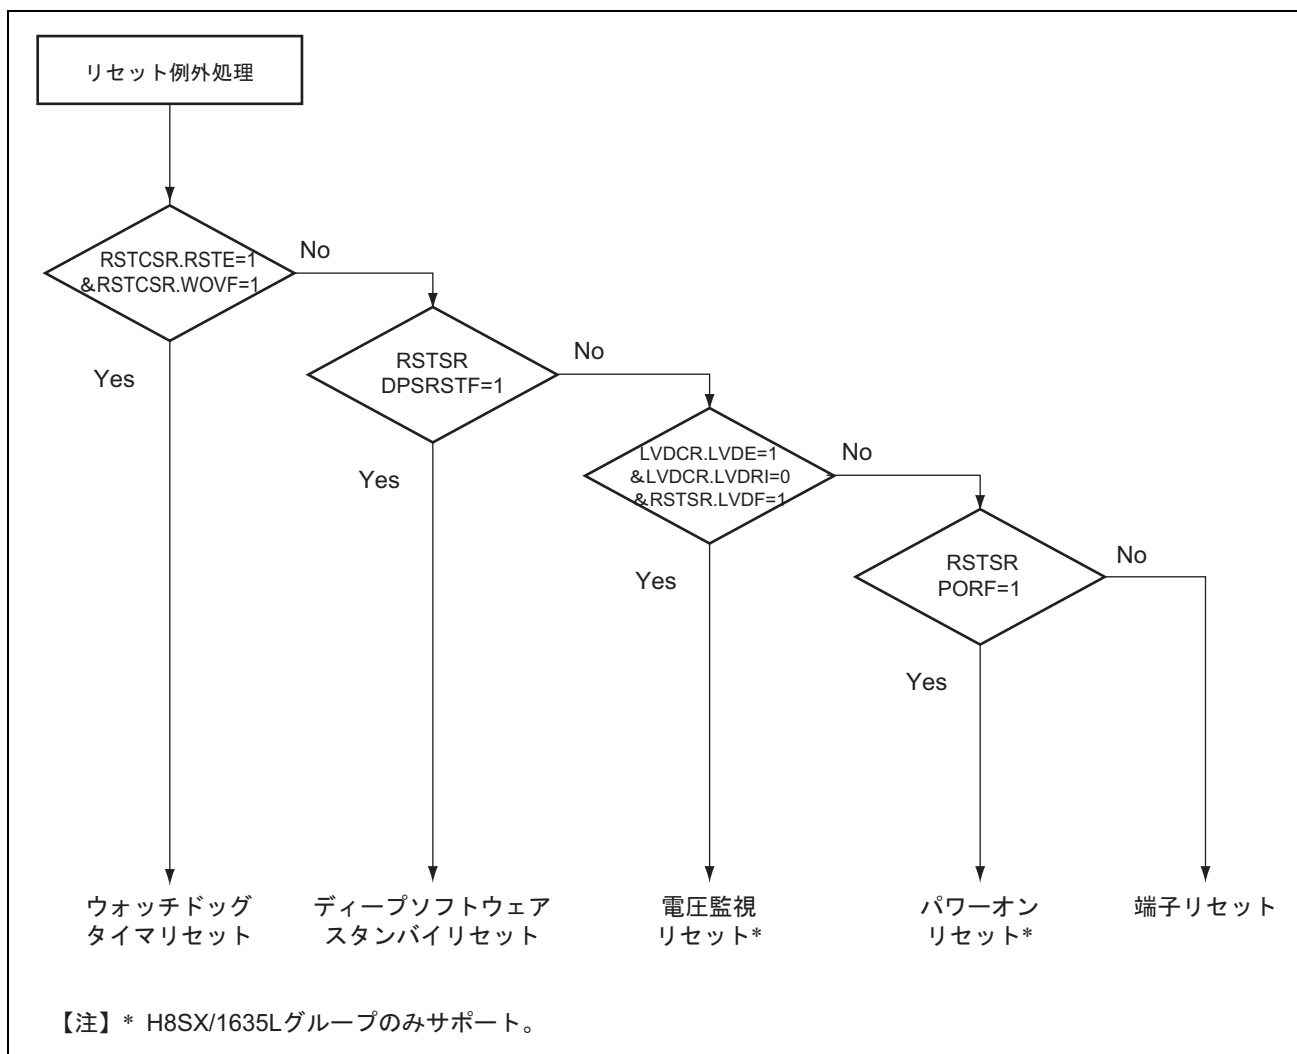 リセット例外処理
RSTCSR.RSTE=1
&RSTCSR.WOVF=1
No
Yes
RSTSR
DPSRSTF=1
No
Yes
LVDCR.LVDE=1
&LVDCR.LVDRI=0
&RSTSR.LVDF=1
No
Yes
RSTSR
PORF=1
No
Yes
ウォッチドッグ
タイマリセット
ディープソフトウェア
スタンバイリセット
電圧監視
リセット*
パワーオン
リセット*
端子リセット
【注】* H8SX/1635Lグループのみサポート。